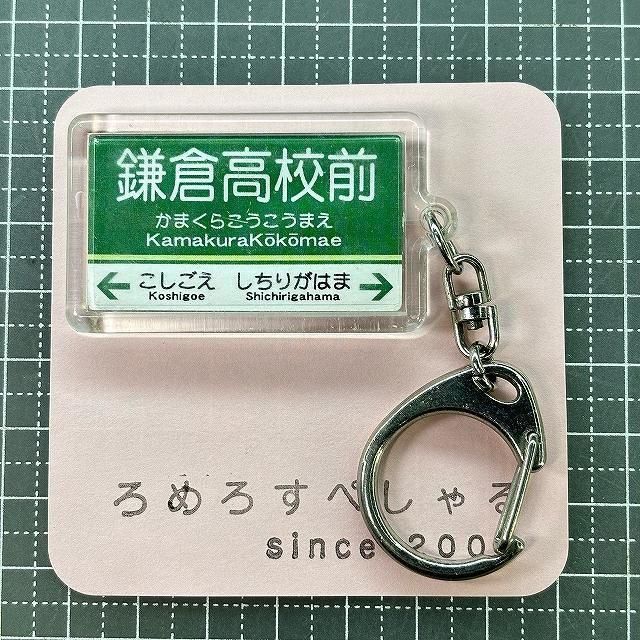 鎌倉高校前
かまくらこうこうまえ
KamakuraKōkōmae
こしごえ しちりがはま
Koshigoe Shichirigahama
ろめろすぺしゃる
since